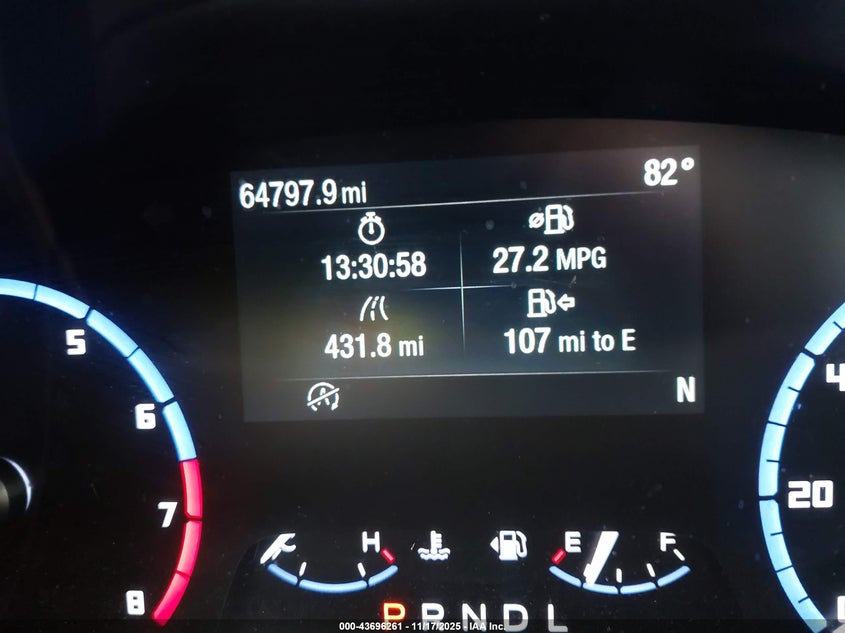 64797.9 mi
82°
13:30:58
27.2 MPG
431.8 mi
107 mi to E
A
N
5
6
7
8
4
20
H
E
F
P R N D L
000-43696261 - 11/17/2025 - IAA Inc.